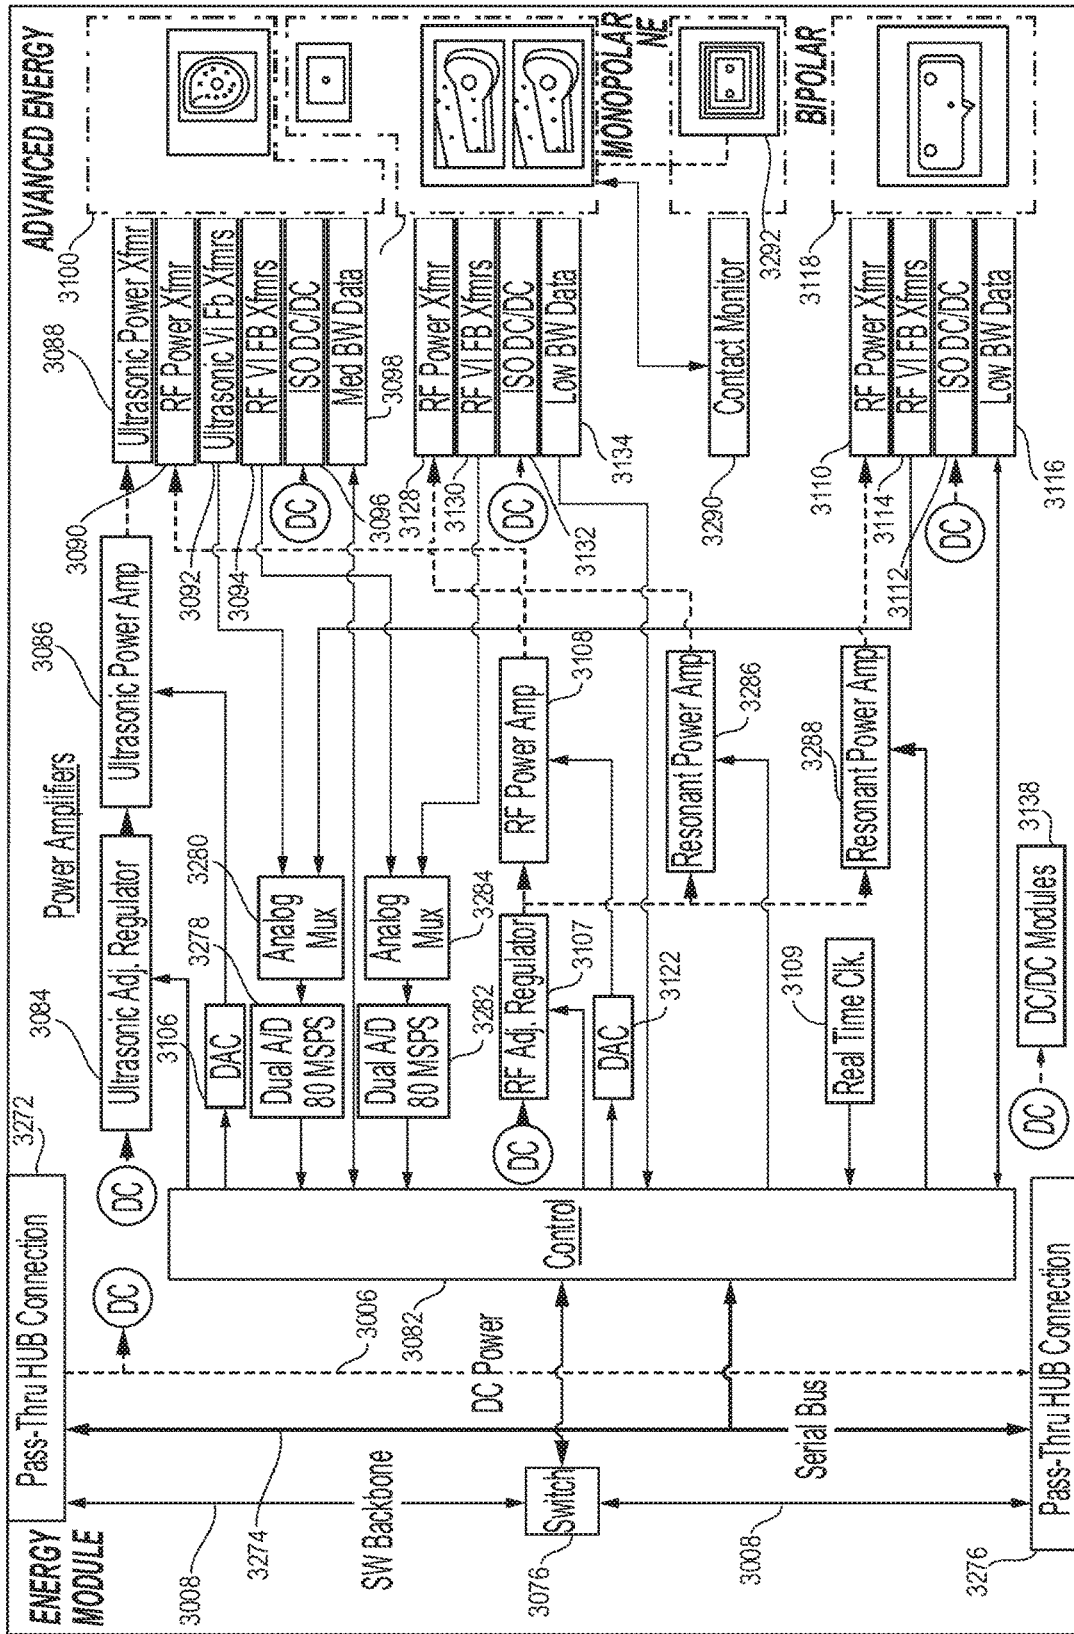 ENERGY
MODULE
Pass-Thru HUB Connection
3272
3008
3274
SW Backbone
Switch
3076
3008
Serial Bus
DC Power
3006
3082
DC
Pass-Thru HUB Connection
3276
Control
Power Amplifiers
DC
Ultrasonic Adj. Regulator
3084
Ultrasonic Power Amp
3086
DAC
3106
Dual A/D
80 MSPS
3278
Analog
Mux
3280
Dual A/D
80 MSPS
3282
Analog
Mux
3284
DC
RF Adj. Regulator
3107
RF Power Amp
3108
DAC
3122
Resonant Power Amp
3286
Resonant Power Amp
3288
Real Time Clk.
3109
DC
DC/DC Modules
3138
ADVANCED ENERGY
3100
Ultrasonic Power Xfmr
3088
RF Power Xfmr
3090
Ultrasonic Vi Fb Xfmrs
3092
RF VI FB Xfmrs
3094
ISO DC/DC
DC
3096
Med BW Data
3098
MONOPOLAR
RF Power Xfmr
3128
RF VI FB Xfmrs
3130
ISO DC/DC
DC
3132
Low BW Data
3134
NE
Contact Monitor
3290
3292
BIPOLAR
3118
RF Power Xfmr
3110
RF VI FB Xfmrs
3114
ISO DC/DC
3112
DC
Low BW Data
3116